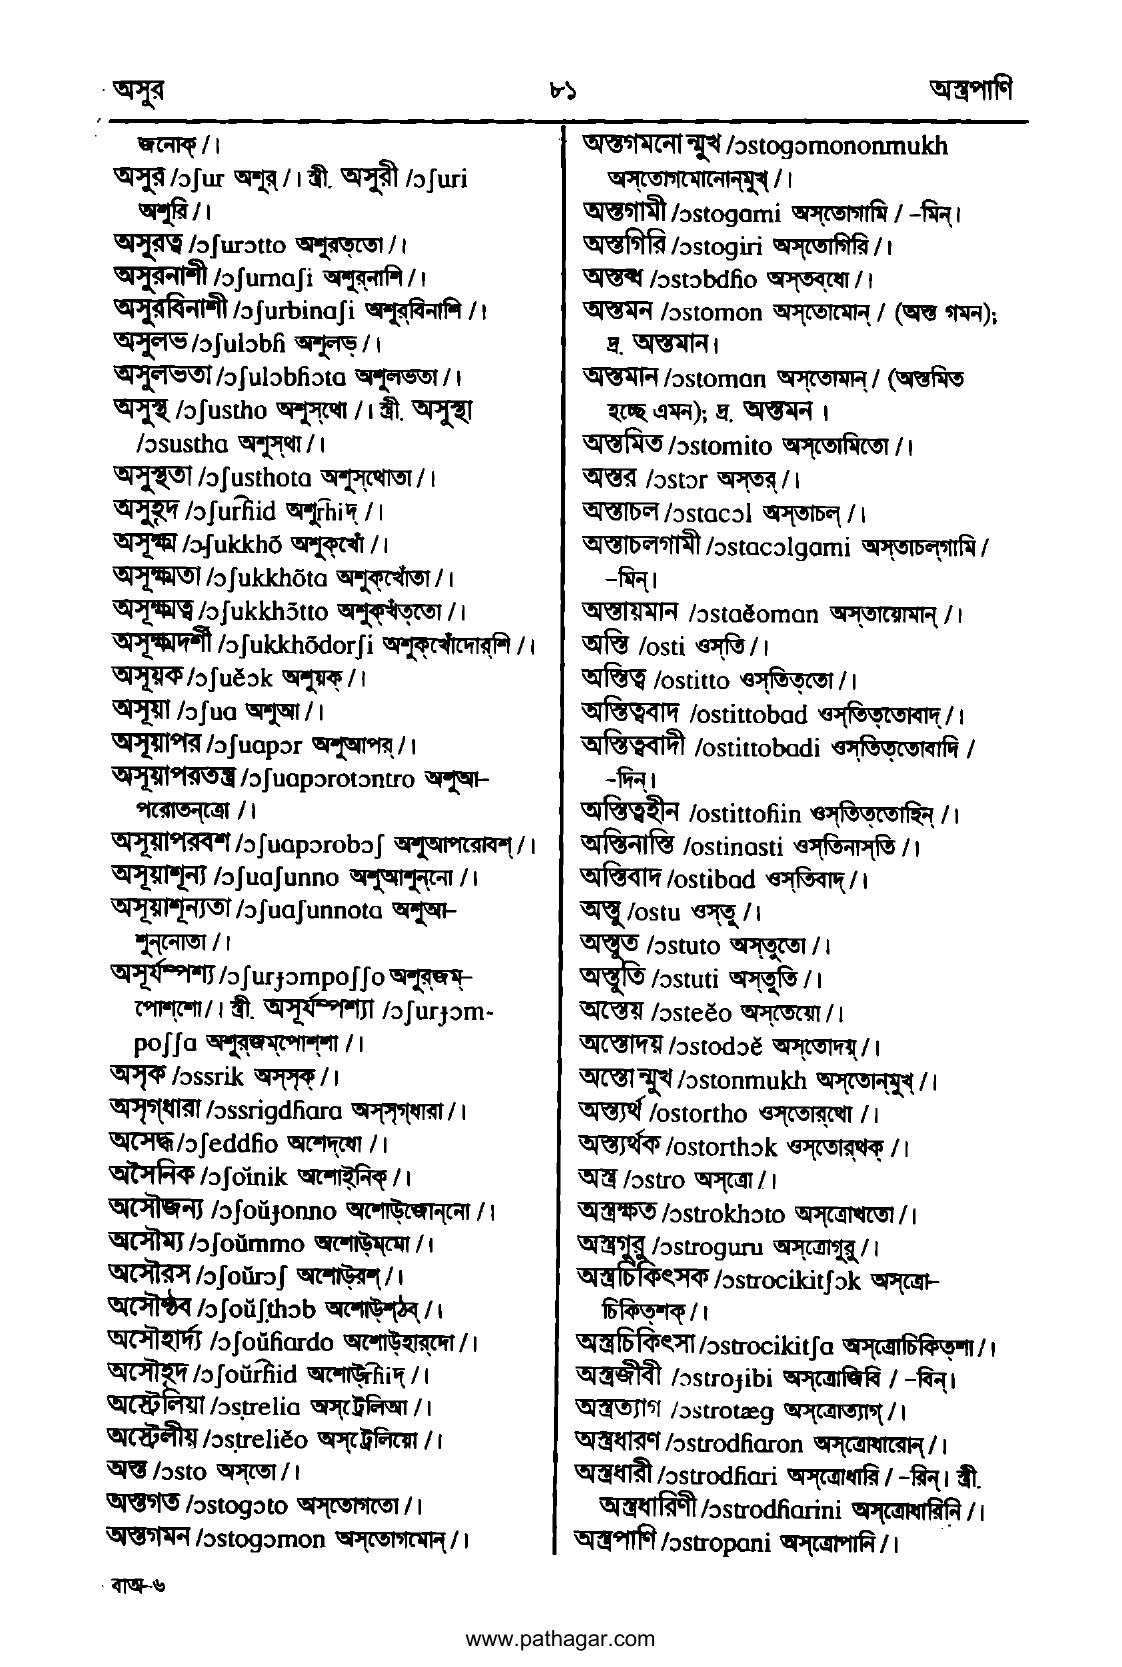 অসুর ৮১ অস্ত্রপাণি
জনোক্ /।
অসুর /ɔʃur অশুর্ /। স্ত্রী. অসুরী /ɔʃuri
অশুরি /।
অসুরত্ব /ɔʃurɔtto অশুরত্‌তো /।
অসুরনাশী /ɔʃurnaʃi অশুর্‌নাশি /।
অসুরবিনাশী /ɔʃurbinaʃi অশুর্‌বিনাশি /।
অসুলভ /ɔʃulɔbɦ অশুলভ্ /।
অসুলভতা /ɔʃulɔbɦɔta অশুলভতা /।
অসুস্থ /ɔʃustho অশুস্‌থো /। স্ত্রী. অসুস্থা
/ɔsustha অশুস্‌থা /।
অসুস্থতা /ɔʃusthota অশুস্‌থোতা /।
অসুহৃদ /ɔʃur͡ɦid অশুr͡ɦiদ্ /।
অসূক্ষ্ম /ɔʃukkhõ অশুক্‌খোঁ /।
অসূক্ষ্মতা /ɔʃukkhõta অশুক্‌খোঁতা /।
অসূক্ষ্মত্ব /ɔʃukkhɔ̃tto অশুক্‌খঁত্‌তো /।
অসূক্ষ্মদর্শী /ɔʃukkhõdorʃi অশুক্‌খোঁদোর্‌শি /।
অসূয়ক /ɔʃuĕɔk অশুয়ক্ /।
অসূয়া /ɔʃua অশুআ /।
অসূয়াপর /ɔʃuapɔr অশুআপর্ /।
অসূয়াপরতন্ত্র /ɔʃuapɔrotɔntro অশুআ–
পরোতন্‌ত্রো /।
অসূয়াপরবশ /ɔʃuapɔrobɔʃ অশুআপরোবশ্ /।
অসূয়াশূন্য /ɔʃuaʃunno অশুআশুন্‌নো /।
অসূয়াশূন্যতা /ɔʃuaʃunnota অশুআ–
শুন্‌নোতা /।
অসূর্যম্পশ্য /ɔʃurɟɔmpoʃʃo অশুর্‌জম্–
পোশ্‌শো /। স্ত্রী. অসূর্যম্পশ্যা /ɔʃurɟɔm-
poʃʃa অশুর্‌জম্‌পোশ্‌শা /।
অসৃক /ɔssrik অস্‌সৃক্ /।
অসৃগ্‌ধারা /ɔssrigdɦara অস্‌সৃগ্‌ধারা /।
অসেদ্ধ /ɔʃeddɦo অশেদ্‌ধো /।
অসৈনিক /ɔʃoĭnik অশোই্‌নিক্ /।
অসৌজন্য /ɔʃoŭɟonno অশোউ্‌জোন্‌নো /।
অসৌম্য /ɔʃoŭmmo অশোউ্‌ম্‌মো /।
অসৌরস /ɔʃoŭrɔʃ অশোউ্‌রশ্ /।
অসৌষ্ঠব /ɔʃoŭʃṭhɔb অশোউ্‌শ্‌ঠব্ /।
অসৌহার্দ্য /ɔʃoŭɦardo অশোউ্‌হার্‌দো /।
অসৌহৃদ /ɔʃoŭr͡ɦid অশোউ্‌r͡ɦiদ্ /।
অস্ট্রেলিয়া /ɔsṭrelia অস্‌ট্রেলিআ /।
অস্ট্রেলীয় /ɔsṭreliĕo অস্‌ট্রেলিয়ো /।
অস্ত /ɔsto অস্‌তো /।
অস্তগত /ɔstogɔto অস্‌তোগতো /।
অস্তগমন /ɔstogɔmon অস্‌তোগমোন্ /।
বাঅ-৬
অস্তগমনোন্মুখ /ɔstogɔmononmukh
অস্‌তোগমোনোন্‌মুখ্ /।
অস্তগামী /ɔstogami অস্‌তোগামি / –মিন্।
অস্তগিরি /ɔstogiri অস্‌তোগিরি /।
অস্তব্ধ /ɔstɔbdɦo অস্‌তব্‌ধো /।
অস্তমন /ɔstomon অস্‌তোমোন্ / (অস্ত গমন);
দ্র. অস্তমান।
অস্তমান /ɔstoman অস্‌তোমান্ / (অস্তমিত
হচ্ছে এমন); দ্র. অস্তমন ।
অস্তমিত /ɔstomito অস্‌তোমিতো /।
অস্তর /ɔstɔr অস্‌তর্ /।
অস্তাচল /ɔstacɔl অস্‌তাচল্ /।
অস্তাচলগামী /ɔstacɔlgami অস্‌তাচল্‌গামি /
–মিন্।
অস্তায়মান /ɔstaĕoman অস্‌তায়োমান্ /।
অস্তি /osti ওস্‌তি /।
অস্তিত্ব /ostitto ওস্‌তিত্‌তো /।
অস্তিত্ববাদ /ostittobad ওস্‌তিত্‌তোবাদ্ /।
অস্তিত্ববাদী /ostittobadi ওস্‌তিত্‌তোবাদি /
–দিন্।
অস্তিত্বহীন /ostittoɦin ওস্‌তিত্‌তোহিন্ /।
অস্তিনাস্তি /ostinasti ওস্‌তিনাস্‌তি /।
অস্তিবাদ /ostibad ওস্‌তিবাদ্ /।
অস্তু /ostu ওস্‌তু /।
অস্তুত /ɔstuto অস্‌তুতো /।
অস্তুতি /ɔstuti অস্‌তুতি /।
অস্তেয় /ɔsteĕo অস্‌তেয়ো /।
অস্তোদয় /ɔstodɔĕ অস্‌তোদয়্ /।
অস্তোন্মুখ /ɔstonmukh অস্‌তোন্‌মুখ্ /।
অস্ত্যর্থ /ostortho ওস্‌তোর্‌থো /।
অস্ত্যর্থক /ostorthɔk ওস্‌তোর্‌থক্ /।
অস্ত্র /ɔstro অস্‌ত্রো /।
অস্ত্রক্ষত /ɔstrokhɔto অস্‌ত্রোখতো /।
অস্ত্রগুরু /ɔstroguru অস্‌ত্রোগুরু /।
অস্ত্রচিকিৎসক /ɔstrocikitʃɔk অস্‌ত্রো–
চিকিত্‌শক্ /।
অস্ত্রচিকিৎসা /ɔstrocikitʃa অস্‌ত্রোচিকিত্‌শা /।
অস্ত্রজীবী /ɔstroɟibi অস্‌ত্রোজিবি / –বিন্।
অস্ত্রত্যাগ /ɔstrotæg অস্‌ত্রোত্যাগ্ /।
অস্ত্রধারণ /ɔstrodɦaron অস্‌ত্রোধারোন্ /।
অস্ত্রধারী /ɔstrodɦari অস্‌ত্রোধারি / –রিন্। স্ত্রী.
অস্ত্রধারিণী /ɔstrodɦarini অস্‌ত্রোধারিনি /।
অস্ত্রপাণি /ɔstropani অস্‌ত্রোপানি /।
www.pathagar.com